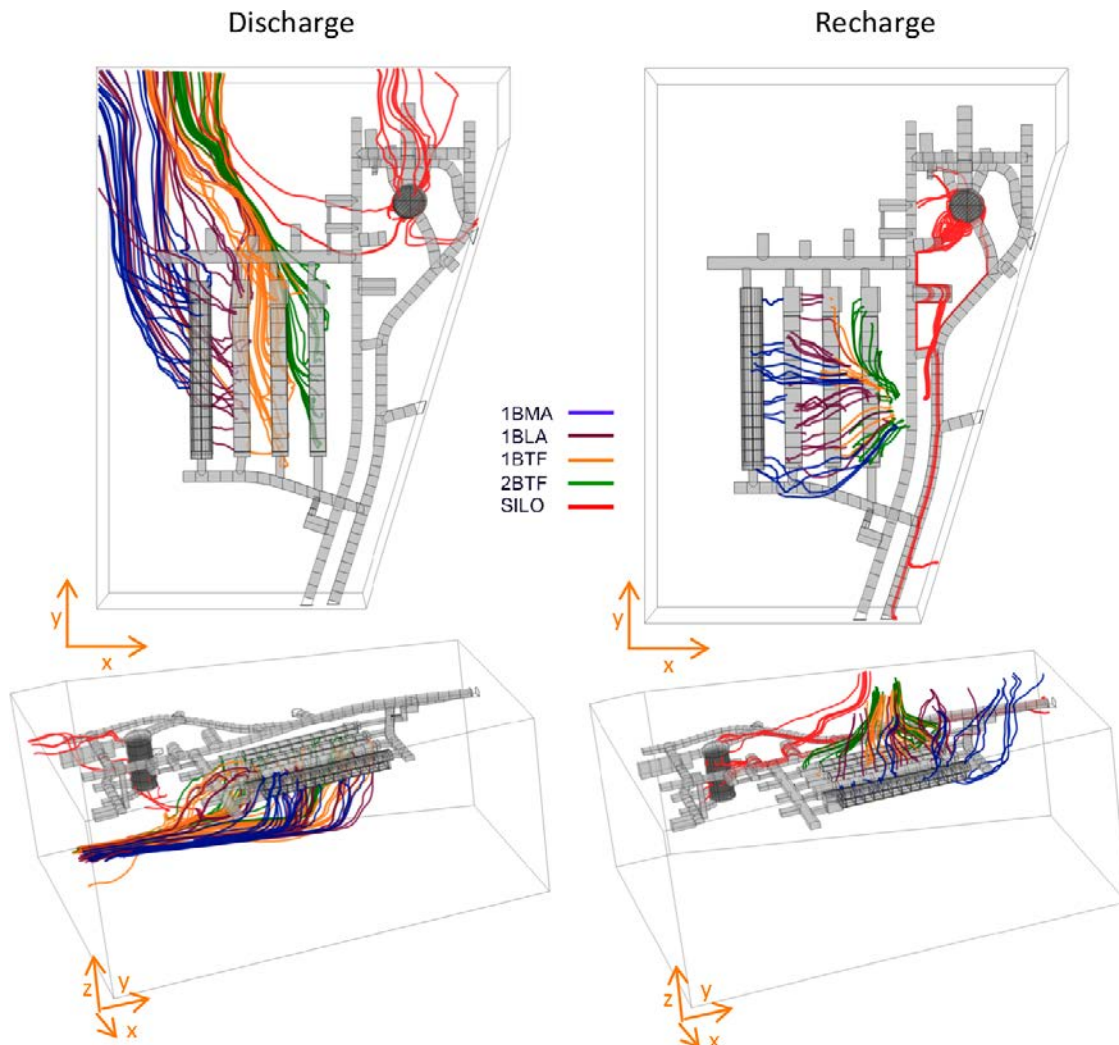 Discharge
Recharge
1BMA
1BLA
1BTF
2BTF
SILO
y
x
y
x
z
y
x
z
y
x